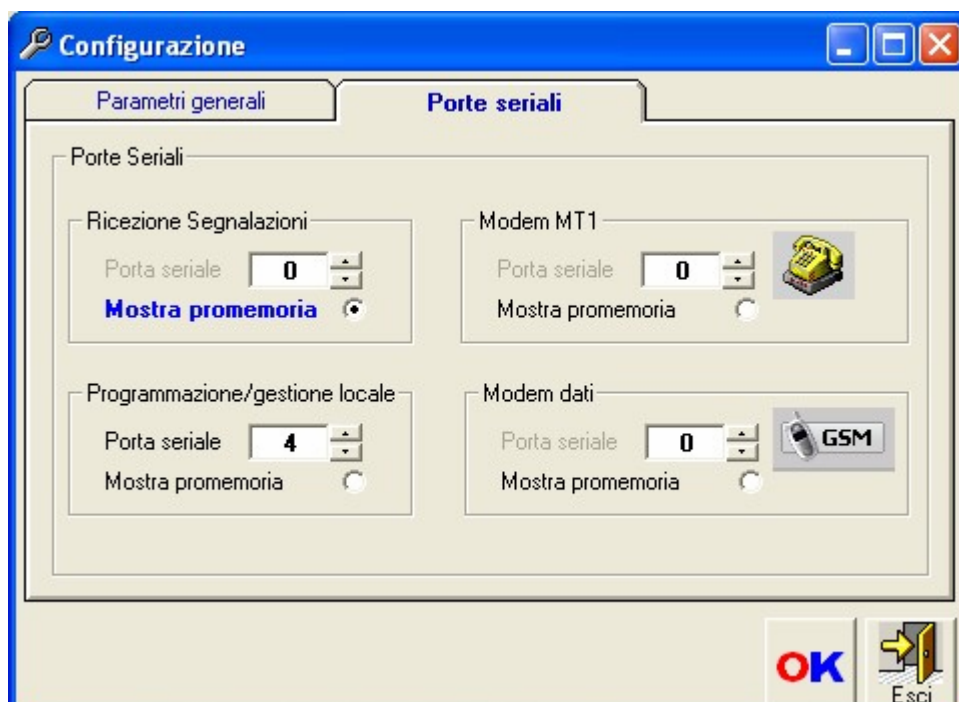 Configurazione
Parametri generali
Porte seriali
Porte Seriali
Ricezione Segnalazioni
Porta seriale 0
Mostra promemoria
Modem MT1
Porta seriale 0
Mostra promemoria
Programmazione/gestione locale
Porta seriale 4
Mostra promemoria
Modem dati
Porta seriale 0
Mostra promemoria
GSM
OK
Esci